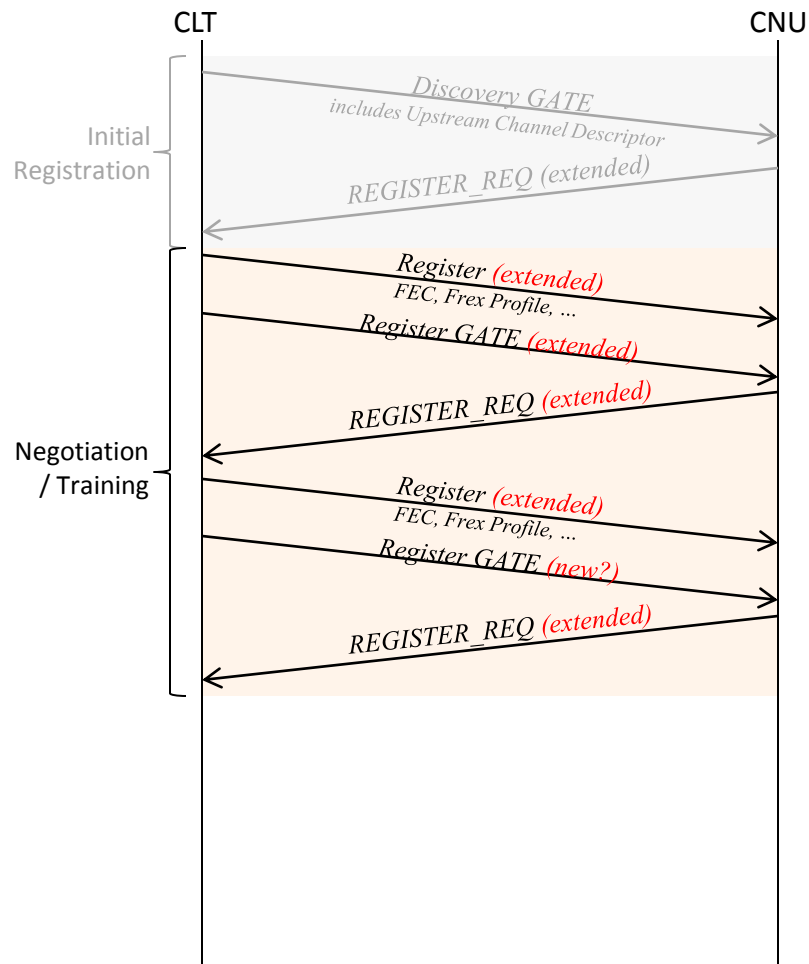 CLT
CNU
Discovery GATE
includes Upstream Channel Descriptor
Initial
Registration
REGISTER_REQ (extended)
Register (extended)
FEC, Frex Profile, ...
Register GATE (extended)
REGISTER_REQ (extended)
Negotiation
/ Training
Register (extended)
FEC, Frex Profile, ...
Register GATE (new?)
REGISTER_REQ (extended)